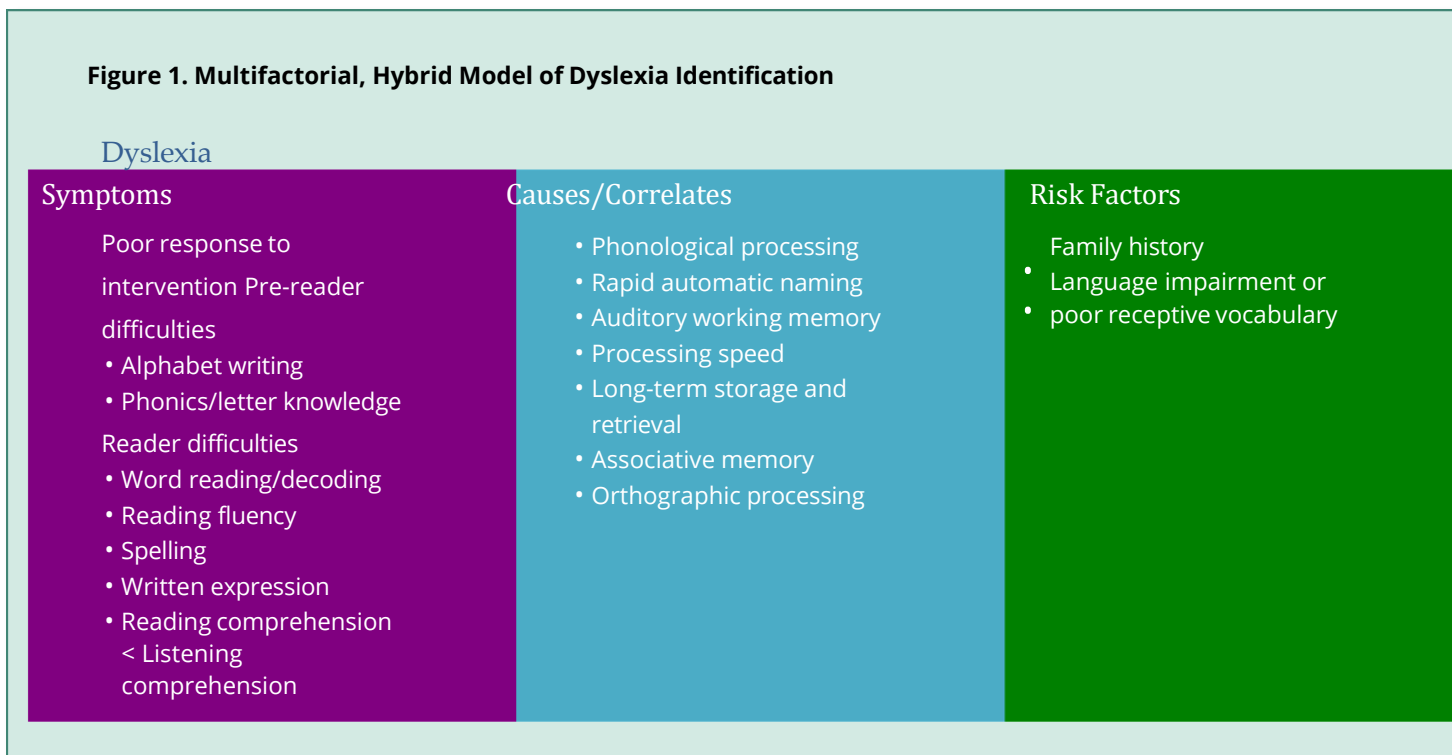 Figure 1. Multifactorial, Hybrid Model of Dyslexia Identification
Dyslexia
Symptoms
Poor response to
intervention Pre-reader
difficulties
• Alphabet writing
• Phonics/letter knowledge
Reader difficulties
• Word reading/decoding
• Reading fluency
• Spelling
• Written expression
• Reading comprehension
< Listening
comprehension
Causes/Correlates
• Phonological processing
• Rapid automatic naming
• Auditory working memory
• Processing speed
• Long-term storage and
retrieval
• Associative memory
• Orthographic processing
Risk Factors
Family history
• Language impairment or
• poor receptive vocabulary